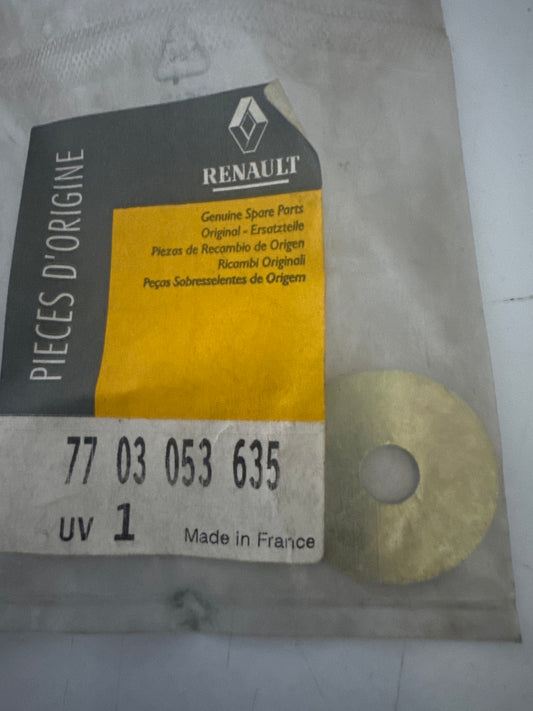 PIECES D'ORIGINE
RENAULT
Genuine Spare Parts
Original - Ersatzteile
Piezas de Recambio de Origen
Ricambi Originali
Peças Sobresselentes de Origem
77 03 053 635
UV 1
Made in France